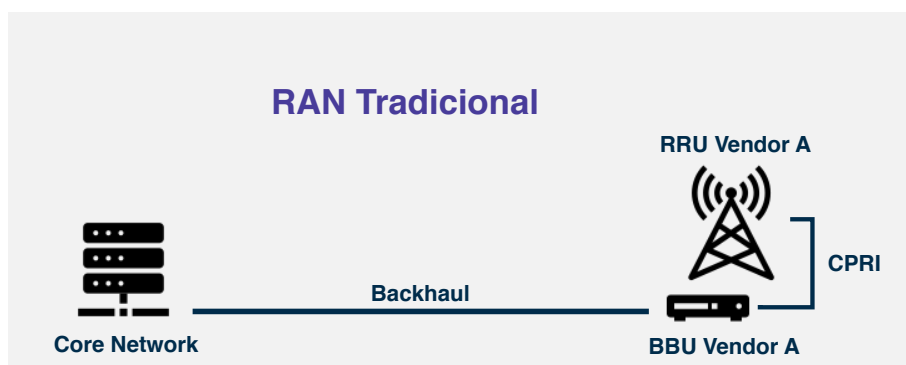 RAN Tradicional
RRU Vendor A
CPRI
Backhaul
Core Network
BBU Vendor A